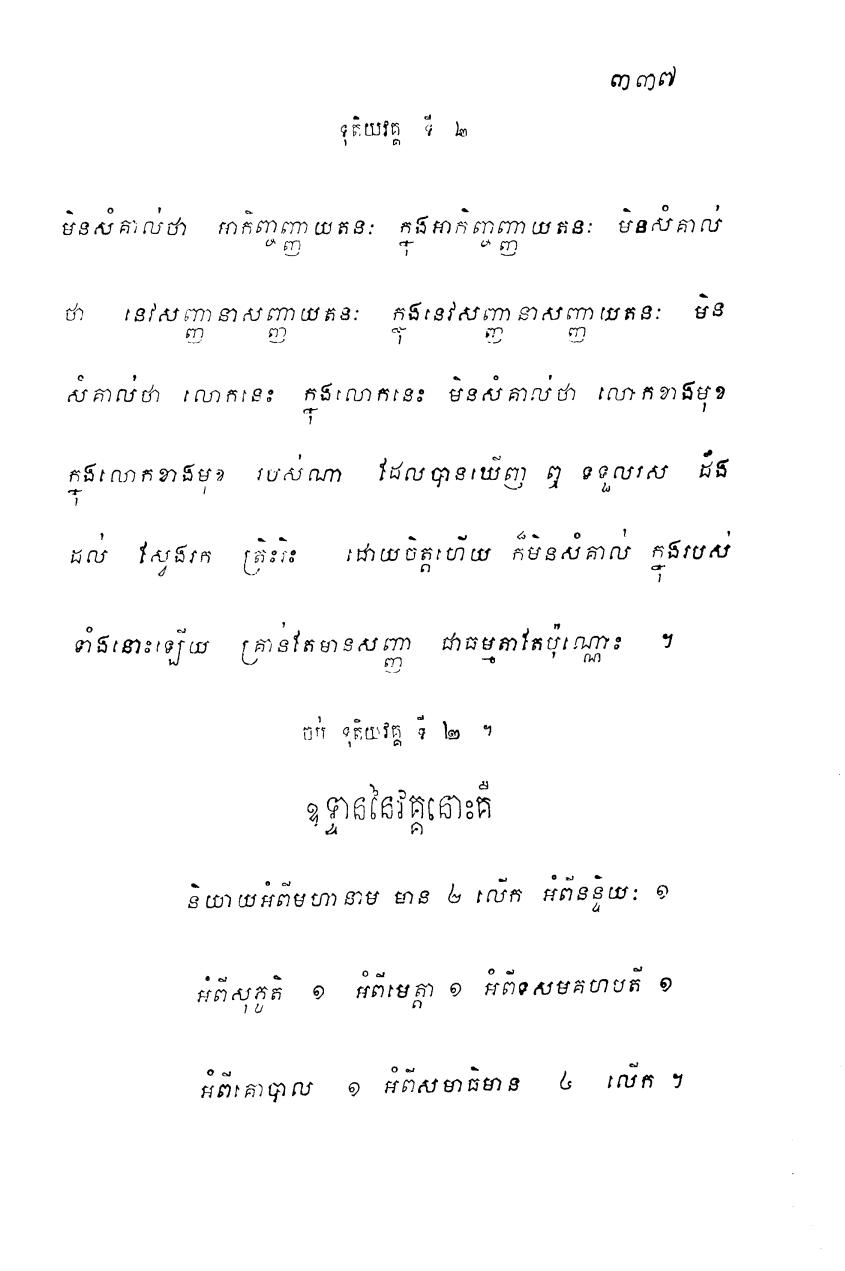 ៣៣៧
ទុតិយវគ្គ ទី ២
មិនសំគាល់ថា អាកិញ្ចញ្ញាយតនៈ ក្នុងអាកិញ្ចញ្ញាយតនៈ មិនសំគាល់
ថា នេវសញ្ញានាសញ្ញាយតនៈ ក្នុងនេវសញ្ញានាសញ្ញាយតនៈ មិន
សំគាល់ថា លោកនេះ ក្នុងលោកនេះ មិនសំគាល់ថា លោកខាងមុខ
ក្នុងលោកខាងមុខ របស់ណា ដែលបានឃើញ ឮ ទទួលរស ដឹង
ដល់ ស្វែងរក ត្រិះរិះ ដោយចិត្តហើយ ក៏មិនសំគាល់ ក្នុងរបស់
ទាំងនោះឡើយ គ្រាន់តែមានសញ្ញា ជាធម្មតាតែប៉ុណ្ណោះ ។
ចប់ ទុតិយវគ្គ ទី ២ ។
ឧទ្ទាននៃវគ្គនោះគឺ
និយាយអំពីមហានាម មាន ៤ លើក អំពីនន្ទិយៈ ១
អំពីសុភូតិ ១ អំពីមេត្តា ១ អំពីទសមគហបតី ១
អំពីគោបាល ១ អំពីសមាធិមាន ៤ លើក ។